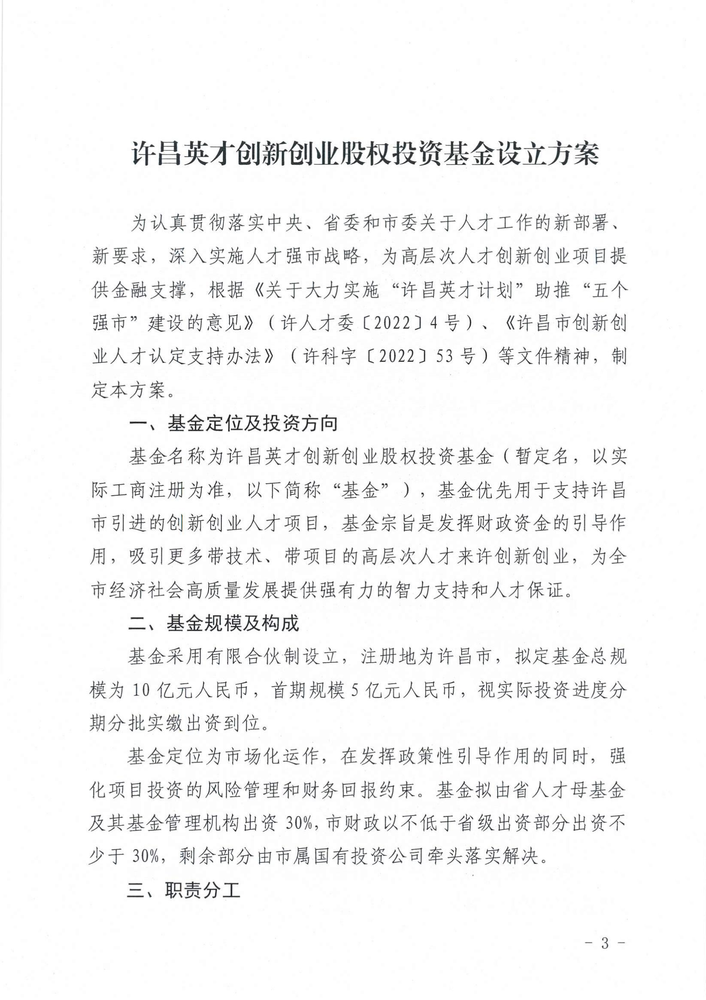 许昌英才创新创业股权投资基金设立方案
为认真贯彻落实中央、省委和市委关于人才工作的新部署、
新要求，深入实施人才强市战略，为高层次人才创新创业项目提
供金融支撑，根据《关于大力实施“许昌英才计划”助推“五个
强市”建设的意见》（许人才委〔2022〕4号）、《许昌市创新创
业人才认定支持办法》（许科字〔2022〕53号）等文件精神，制
定本方案。
一、基金定位及投资方向
基金名称为许昌英才创新创业股权投资基金（暂定名，以实
际工商注册为准，以下简称“基金”），基金优先用于支持许昌
市引进的创新创业人才项目，基金宗旨是发挥财政资金的引导作
用，吸引更多带技术、带项目的高层次人才来许创新创业，为全
市经济社会高质量发展提供强有力的智力支持和人才保证。
二、基金规模及构成
基金采用有限合伙制设立，注册地为许昌市，拟定基金总规
模为10亿元人民币，首期规模5亿元人民币，视实际投资进度分
期分批实缴出资到位。
基金定位为市场化运作，在发挥政策性引导作用的同时，强
化项目投资的风险管理和财务回报约束。基金拟由省人才母基金
及其基金管理机构出资30%，市财政以不低于省级出资部分出资不
少于30%，剩余部分由市属国有投资公司牵头落实解决。
三、职责分工
- 3 -